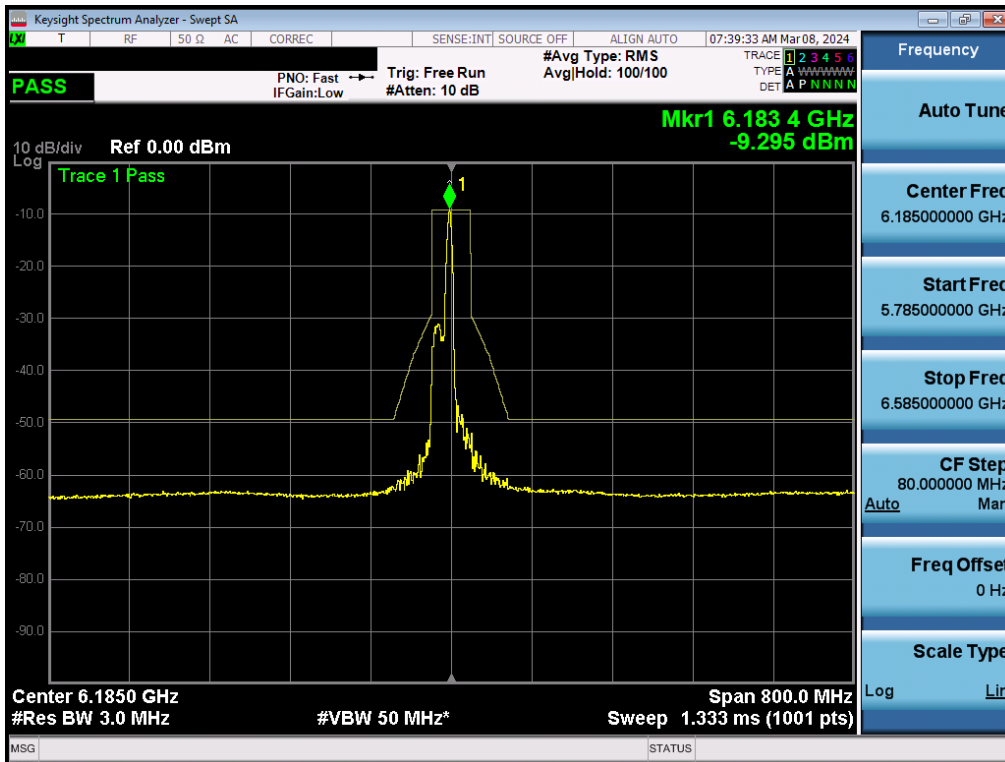 Keysight Spectrum Analyzer - Swept SA
LXI T RF 50 Ω AC CORREC SENSE:INT SOURCE OFF ALIGN AUTO 07:39:33 AM Mar 08, 2024
PASS
PNO: Fast
IFGain:Low
Trig: Free Run
#Atten: 10 dB
#Avg Type: RMS
Avg|Hold: 100/100
TRACE 1 2 3 4 5 6
TYPE A WWWWW
DET A P N N N N
Mkr1 6.183 4 GHz
-9.295 dBm
10 dB/div Ref 0.00 dBm
Log
Trace 1 Pass
1
-10.0
-20.0
-30.0
-40.0
-50.0
-60.0
-70.0
-80.0
-90.0
Center 6.1850 GHz Span 800.0 MHz
#Res BW 3.0 MHz #VBW 50 MHz* Sweep 1.333 ms (1001 pts)
MSG STATUS
Frequency
Auto Tune
Center Freq
6.185000000 GHz
Start Freq
5.785000000 GHz
Stop Freq
6.585000000 GHz
CF Step
80.000000 MHz
Auto Man
Freq Offset
0 Hz
Scale Type
Log Lin